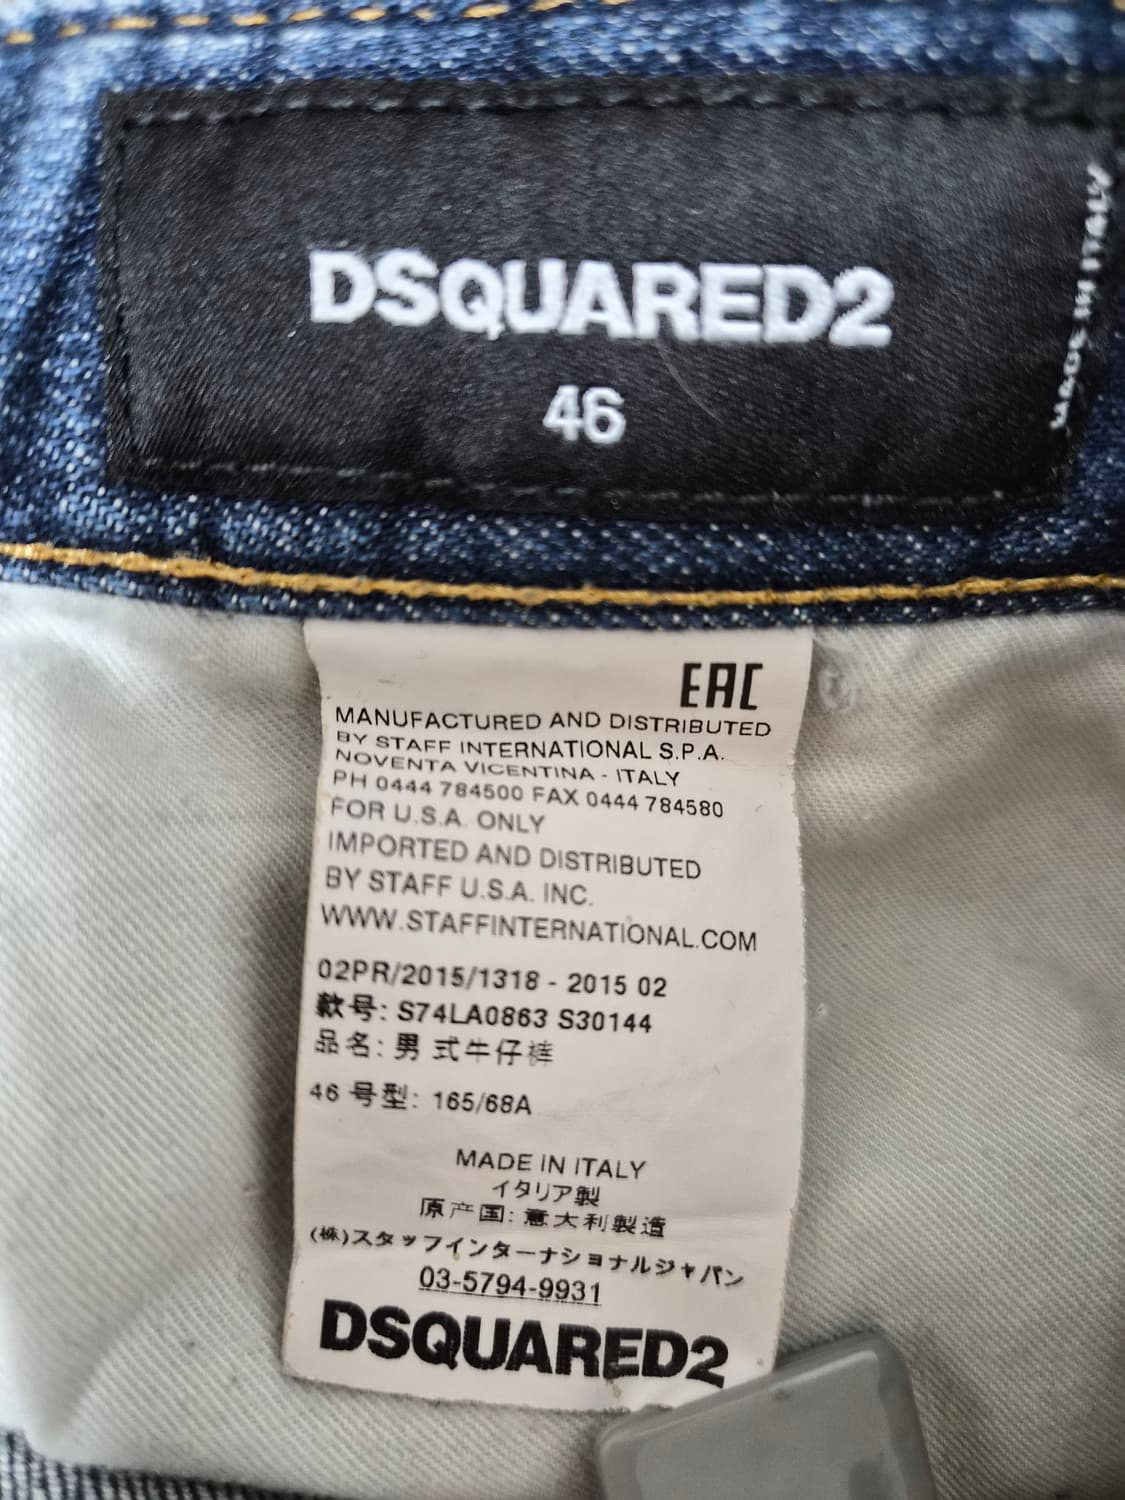 DSQUARED2
46
MADE IN ITALY
EAC
MANUFACTURED AND DISTRIBUTED
BY STAFF INTERNATIONAL S.P.A.
NOVENTA VICENTINA - ITALY
PH 0444 784500 FAX 0444 784580
FOR U.S.A. ONLY
IMPORTED AND DISTRIBUTED
BY STAFF U.S.A. INC.
WWW.STAFFINTERNATIONAL.COM
02PR/2015/1318 - 2015 02
款号: S74LA0863 S30144
品名: 男式牛仔裤
46 号型: 165/68A
MADE IN ITALY
イタリア製
原产国: 意大利製造
(株)スタッフインターナショナルジャパン
03-5794-9931
DSQUARED2